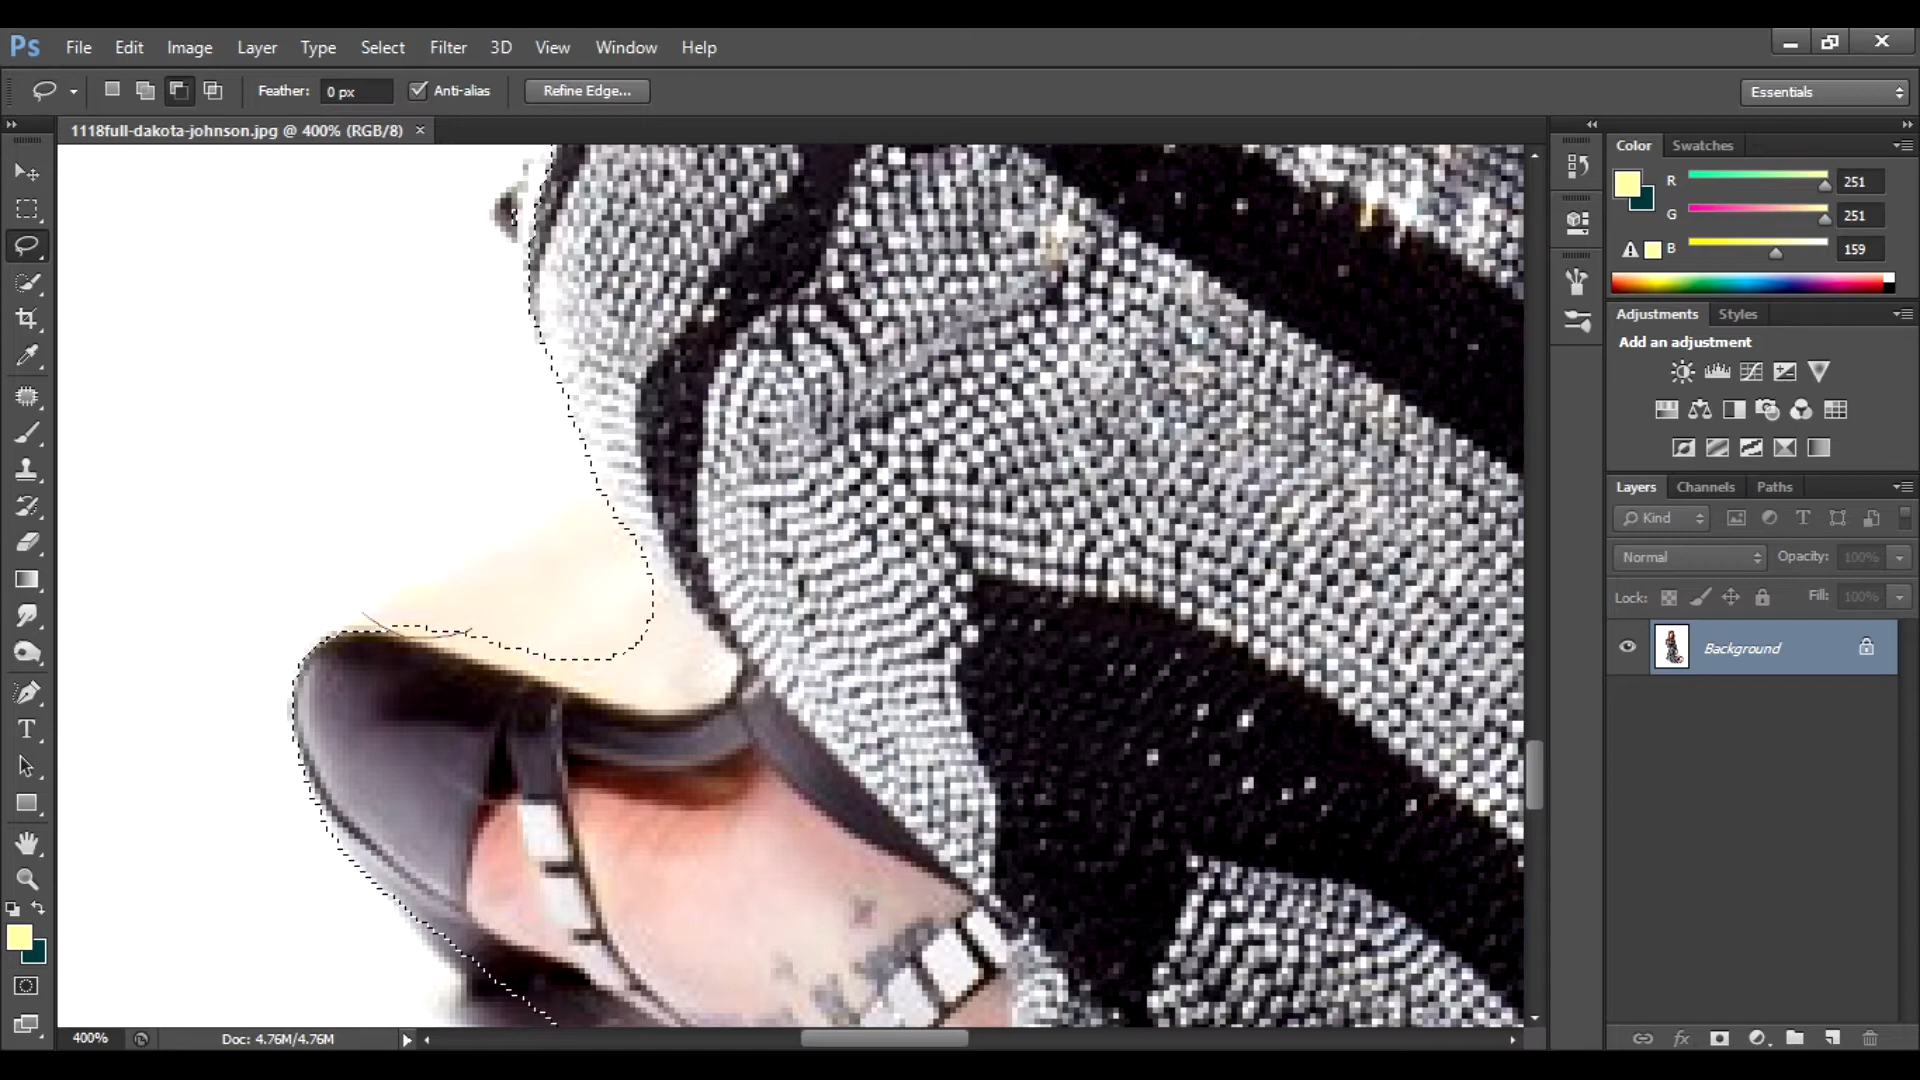 Ps File Edit Image Layer Type Select Filter 3D View Window Help
Feather: 0 px Anti-alias Refine Edge... Essentials
1118full-dakota-johnson.jpg @ 400% (RGB/8) ×
Color Swatches
R 251
G 251
B 159
Adjustments Styles
Add an adjustment
Layers Channels Paths
Kind
Normal Opacity: 100%
Lock: Fill: 100%
Background
T
fx
400% Doc: 4.76M/4.76M